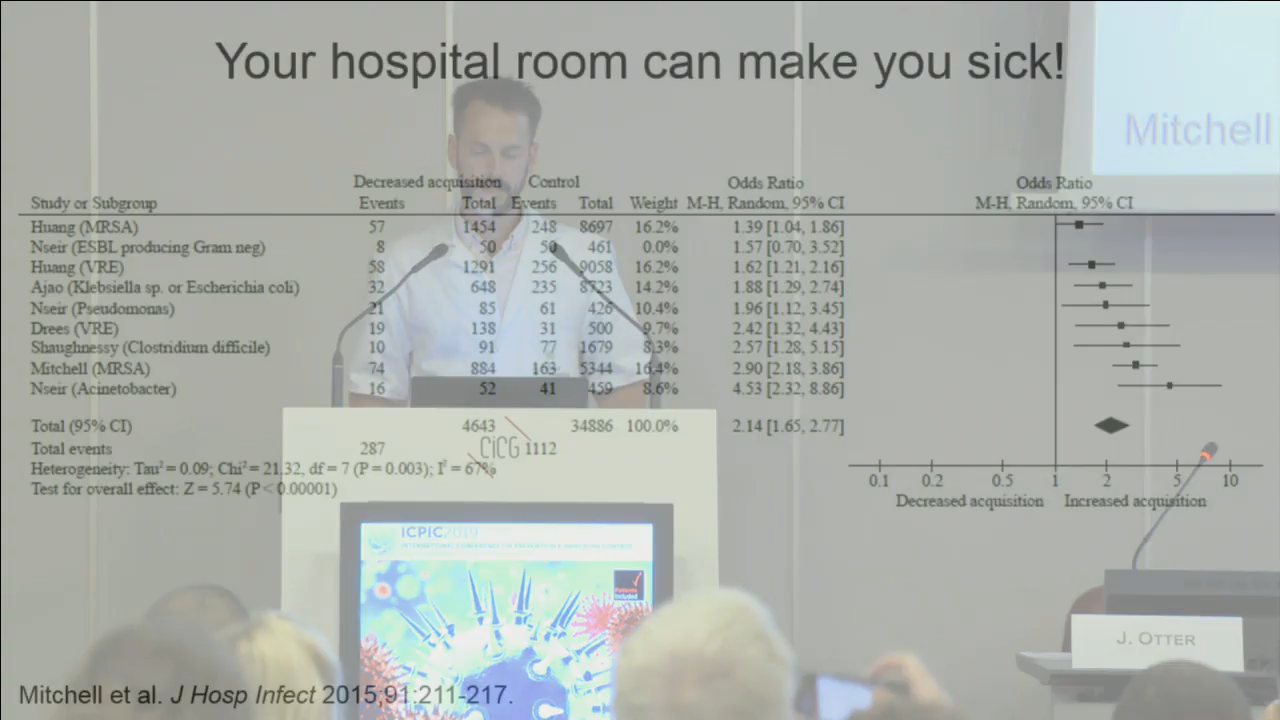 Your hospital room can make you sick!
Mitchell
Decreased acquisition Control Odds Ratio Odds Ratio
Study or Subgroup Events Total Events Total Weight M-H, Random, 95% CI M-H, Random, 95% CI
Huang (MRSA) 57 1454 248 8697 16.2% 1.39 [1.04, 1.86]
Nseir (ESBL producing Gram neg) 8 50 50 461 0.0% 1.57 [0.70, 3.52]
Huang (VRE) 58 1291 256 9058 16.2% 1.62 [1.21, 2.16]
Ajao (Klebsiella sp. or Escherichia coli) 32 648 235 8723 14.2% 1.88 [1.29, 2.74]
Nseir (Pseudomonas) 21 85 61 426 10.4% 1.96 [1.12, 3.45]
Drees (VRE) 19 138 31 500 9.7% 2.42 [1.32, 4.43]
Shaughnessy (Clostridium difficile) 10 91 77 1679 8.3% 2.57 [1.28, 5.15]
Mitchell (MRSA) 74 884 163 5344 16.4% 2.90 [2.18, 3.86]
Nseir (Acinetobacter) 16 52 41 459 8.6% 4.53 [2.32, 8.86]
Total (95% CI) 4643 34886 100.0% 2.14 [1.65, 2.77]
Total events 287 1112
CiCG
Heterogeneity: Tau² = 0.09; Chi² = 21.32, df = 7 (P = 0.003); I² = 67%
Test for overall effect: Z = 5.74 (P < 0.00001)
0.1 0.2 0.5 1 2 5 10
Decreased acquisition Increased acquisition
ICPIC2019
INTERNATIONAL CONFERENCE ON PREVENTION & INFECTION CONTROL
Patients
Included
J. OTTER
Mitchell et al. J Hosp Infect 2015;91:211-217.